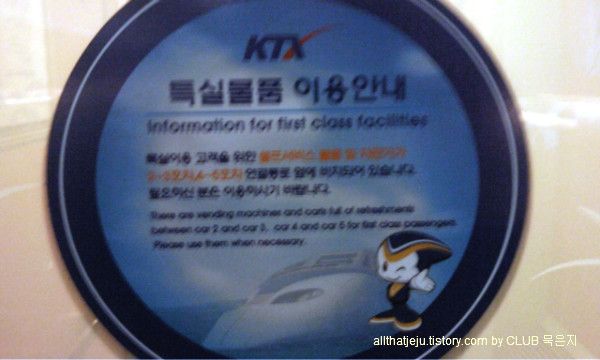 KTX
특실물품 이용안내
Information for first class facilities
특실이용 고객을 위한 셀프서비스 물품 및 자판기가
2~3호차,4~5호차 연결통로 앞에 비치되어 있습니다.
필요하신 분은 이용하시기 바랍니다.
There are vending machines and carts full of refreshments
between car 2 and car 3, car 4 and car 5 for first class passengers.
Please use them when necessary.
allthatjeju.tistory.com by CLUB 묵은지